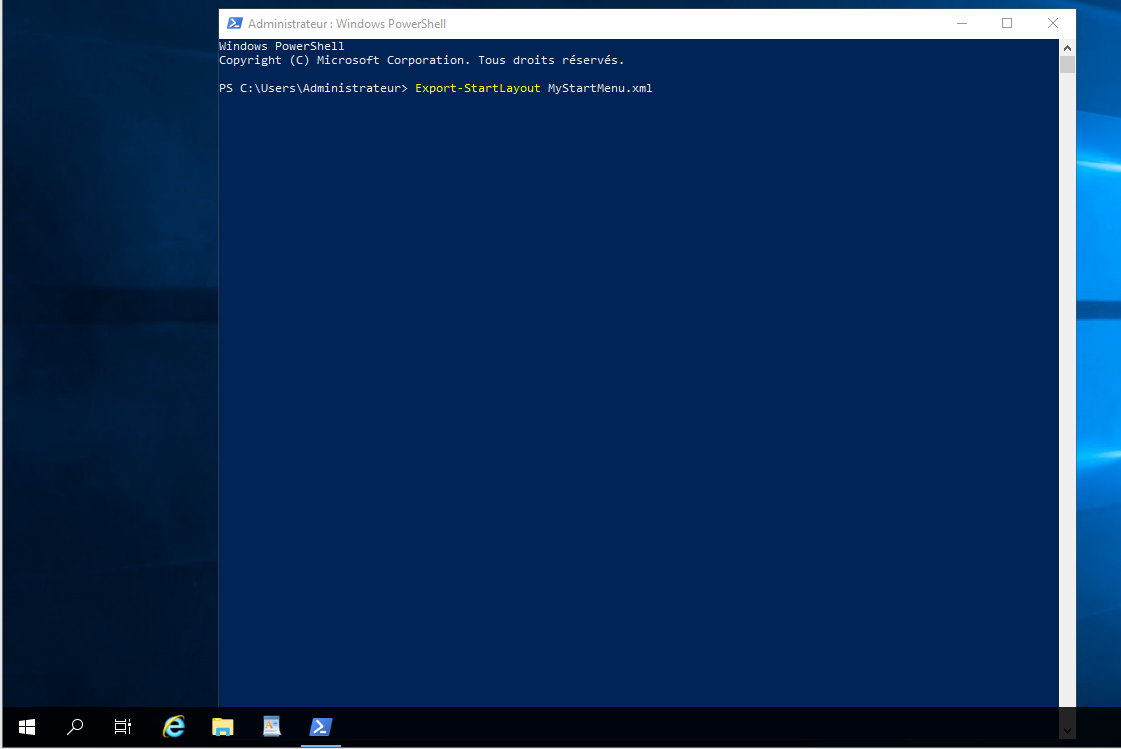 Administrateur : Windows PowerShell
Windows PowerShell
Copyright (C) Microsoft Corporation. Tous droits réservés.
PS C:\Users\Administrateur> Export-StartLayout MyStartMenu.xml